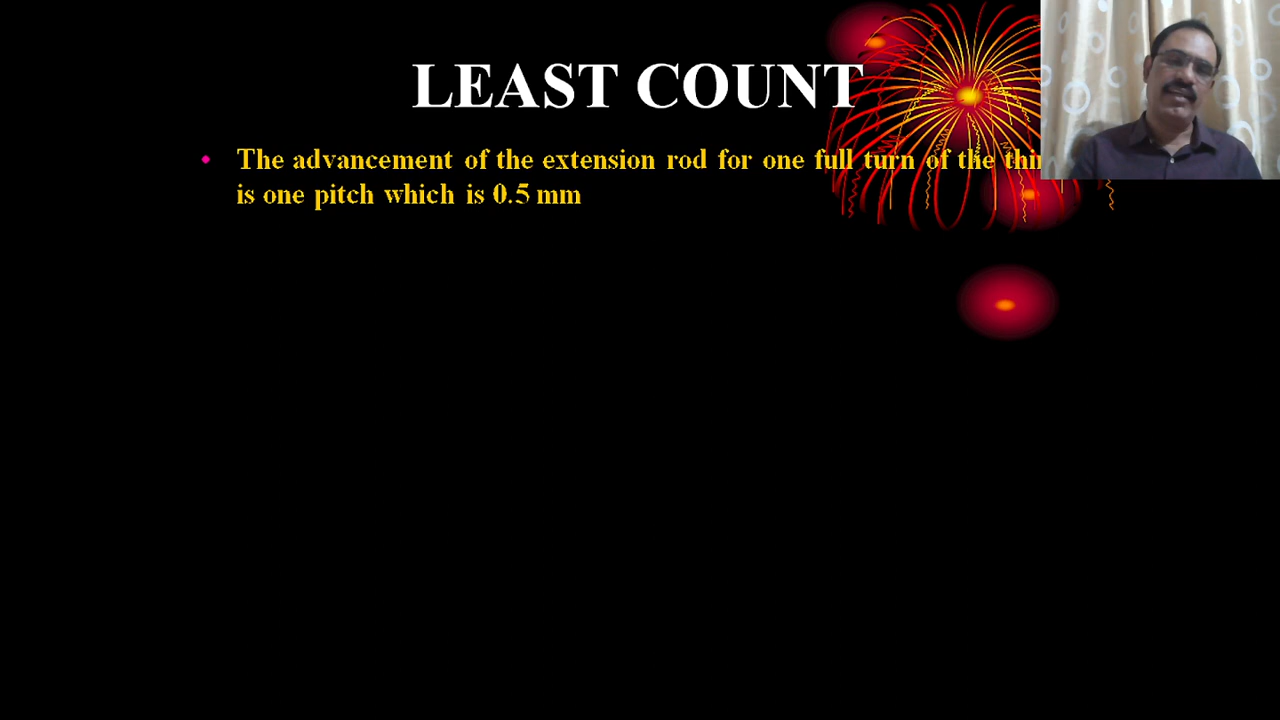 LEAST COUNT
• The advancement of the extension rod for one full turn of the
is one pitch which is 0.5 mm